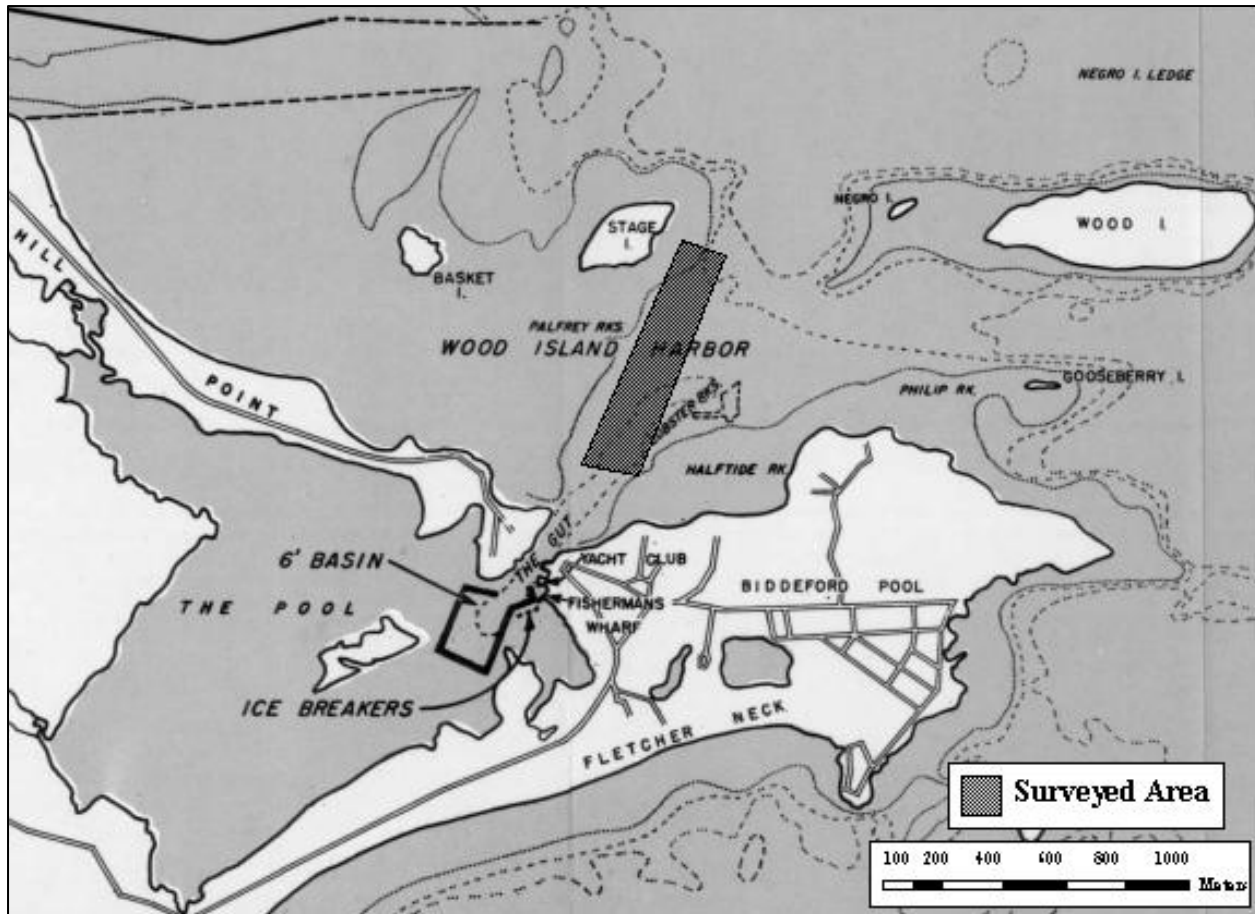 NEGRO I. LEDGE
NEGRO I.
WOOD I.
STAGE
I.
BASKET
I.
HILL POINT
PALFREY RKS.
WOOD ISLAND HARBOR
GOOSEBERRY I.
PHILIP RK.
LOBSTER RKS.
HALFTIDE RK.
THE GUT
6' BASIN
YACHT CLUB
BIDDEFORD POOL
THE POOL
FISHERMANS
WHARF
ICE BREAKERS
FLETCHER NECK
Surveyed Area
100 200 400 600 800 1000
Meters